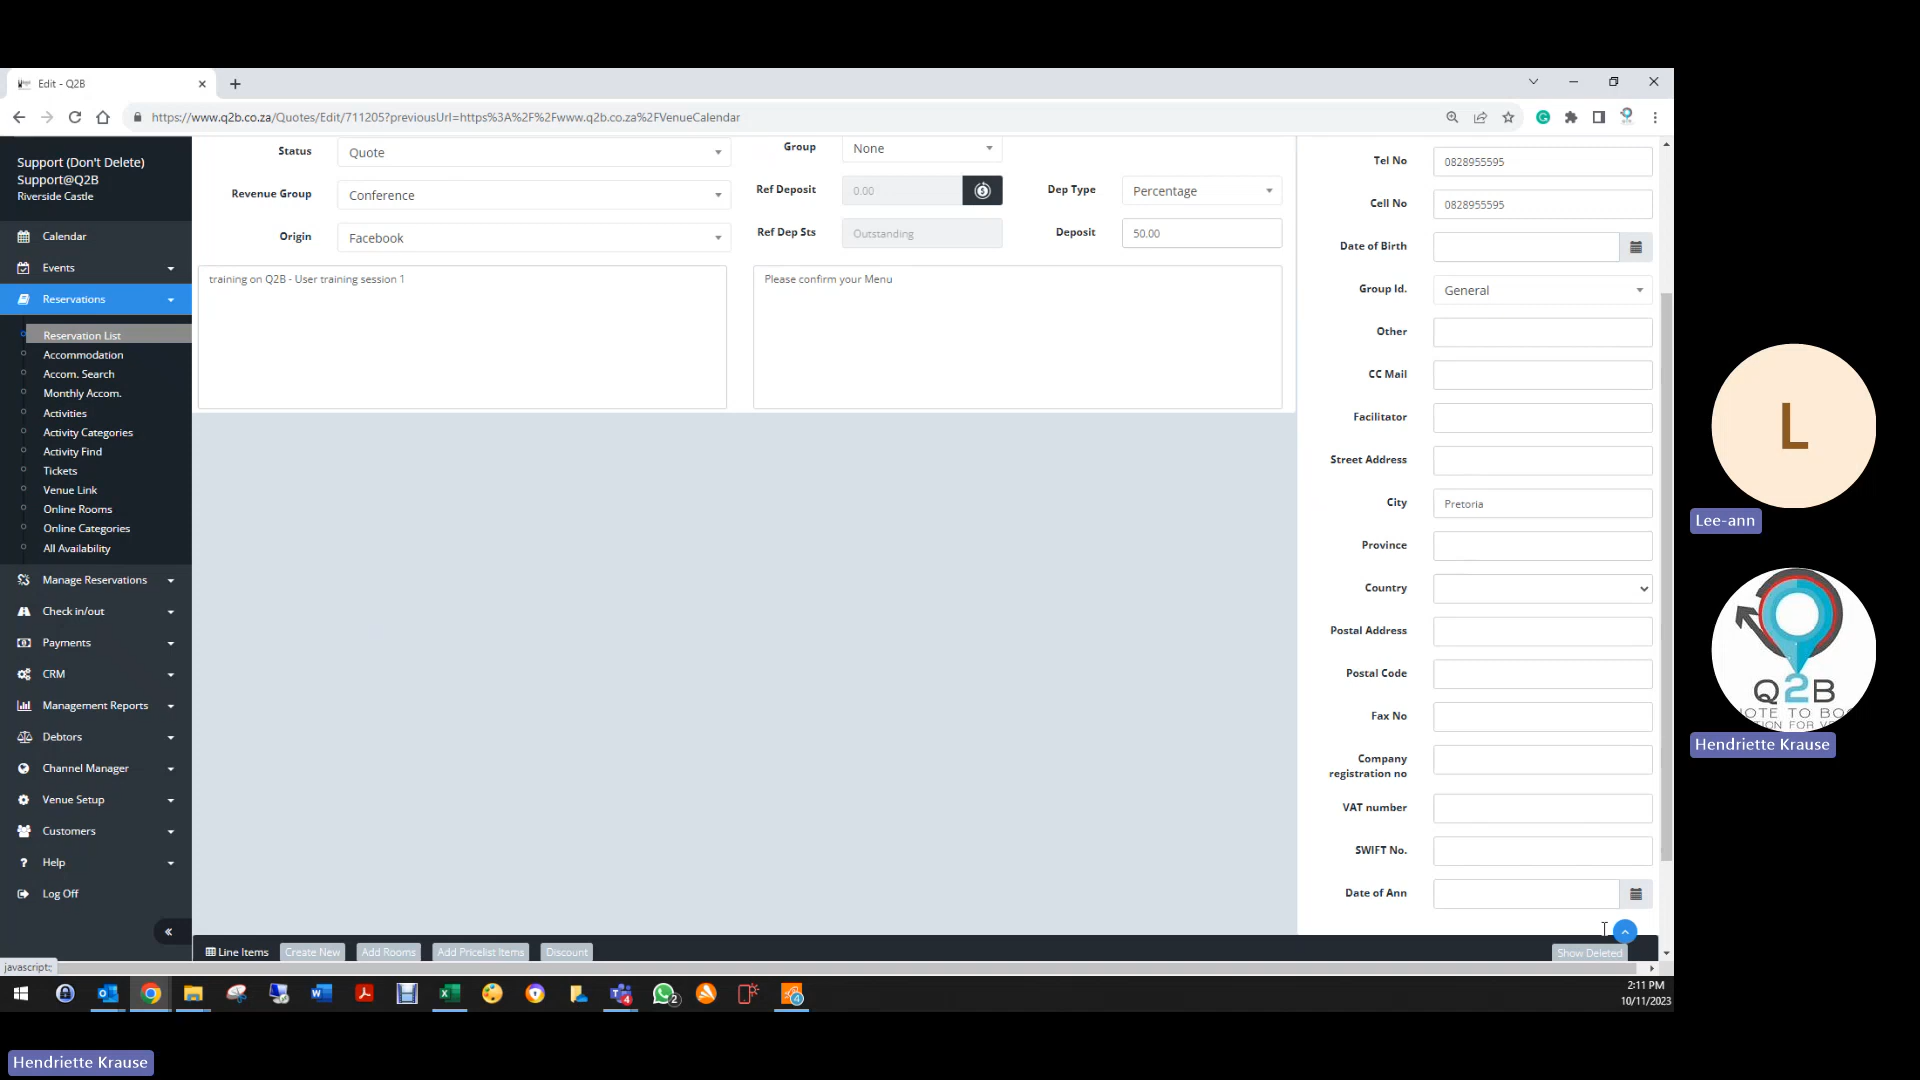 Edit - Q2B
https://www.q2b.co.za/Quotes/Edit/711205?previousUrl=https%3A%2F%2Fwww.q2b.co.za%2FVenueCalendar
Support (Don't Delete)
Support@Q2B
Riverside Castle
Calendar
Events
Reservations
Reservation List
Accommodation
Accom. Search
Monthly Accom.
Activities
Activity Categories
Activity Find
Tickets
Venue Link
Online Rooms
Online Categories
All Availability
Manage Reservations
Check in/out
Payments
CRM
Management Reports
Debtors
Channel Manager
Venue Setup
Customers
Help
Log Off
javascript:;
Status Quote
Revenue Group Conference
Origin Facebook
Group None
Ref Deposit 0.00
Dep Type Percentage
Ref Dep Sts Outstanding
Deposit 50.00
training on Q2B - User training session 1
Please confirm your Menu
Line Items Create New Add Rooms Add Pricelist Items Discount
Show Deleted
Tel No 0828955595
Cell No 0828955595
Date of Birth
Group Id. General
Other
CC Mail
Facilitator
Street Address
City Pretoria
Province
Country
Postal Address
Postal Code
Fax No
Company
registration no
VAT number
SWIFT No.
Date of Ann
4
2
4
2:11 PM
10/11/2023
L
Lee-ann
Q2B
Hendriette Krause
Hendriette Krause